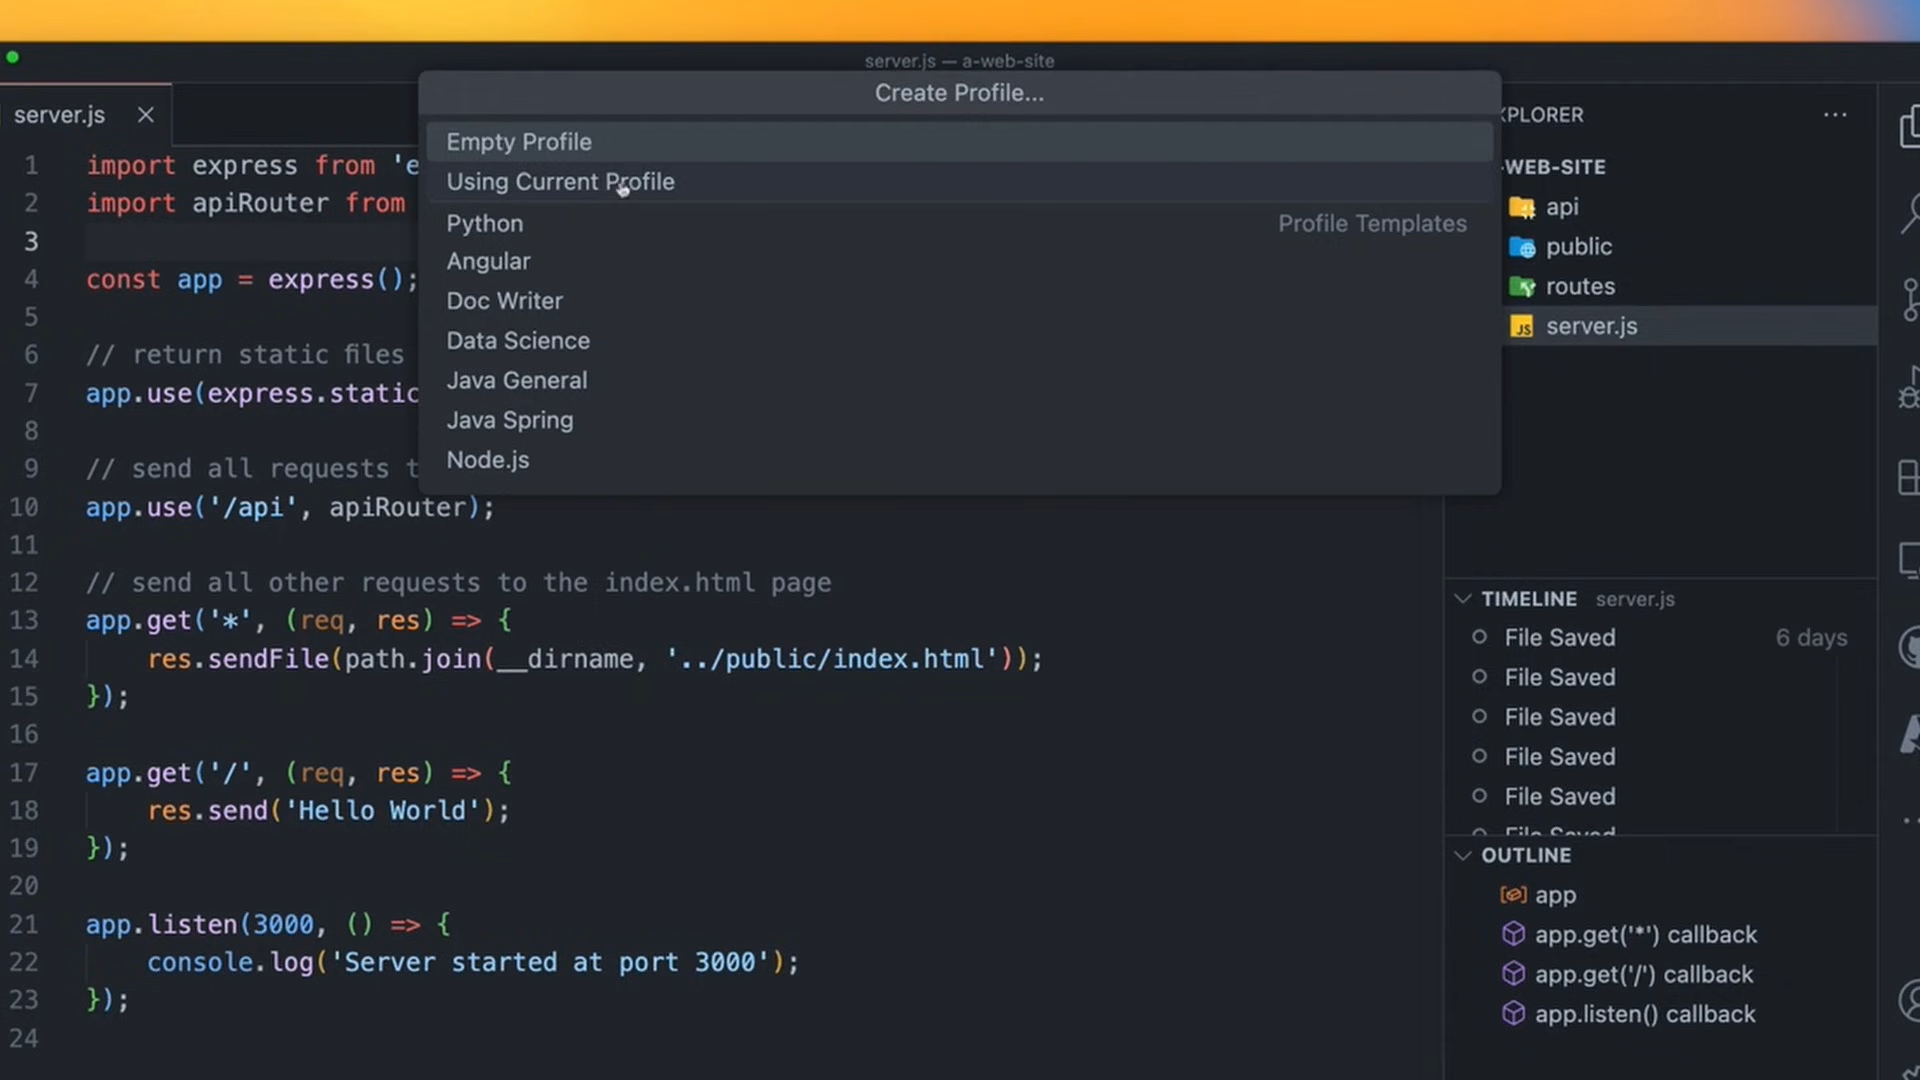 server.js — a-web-site
server.js
Create Profile...
Empty Profile
Using Current Profile
Python
Profile Templates
Angular
Doc Writer
Data Science
Java General
Java Spring
Node.js
1 import express from 'e
2 import apiRouter from
3
4 const app = express();
5
6 // return static files
7 app.use(express.static
8
9 // send all requests t
10 app.use('/api', apiRouter);
11
12 // send all other requests to the index.html page
13 app.get('*', (req, res) => {
14 res.sendFile(path.join(__dirname, '../public/index.html'));
15 });
16
17 app.get('/', (req, res) => {
18 res.send('Hello World');
19 });
20
21 app.listen(3000, () => {
22 console.log('Server started at port 3000');
23 });
24
XPLORER
-WEB-SITE
api
public
routes
JS server.js
TIMELINE server.js
File Saved 6 days
File Saved
File Saved
File Saved
File Saved
File Saved
OUTLINE
app
app.get('*') callback
app.get('/') callback
app.listen() callback